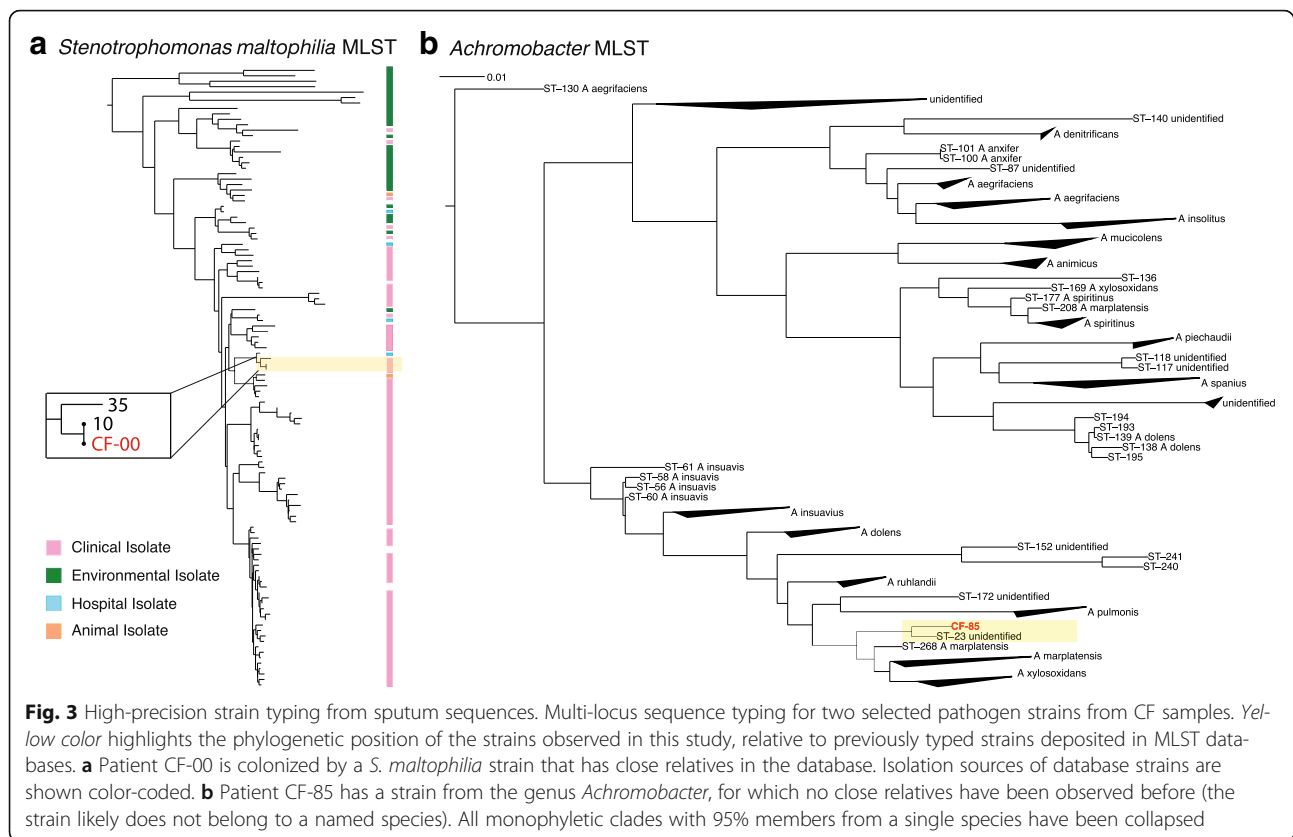 a Stenotrophomonas maltophilia MLST
b Achromobacter MLST
0.01
ST–130 A aegrifaciens
unidentified
ST–140 unidentified
A denitrificans
ST–101 A anxifer
ST–100 A anxifer
ST–87 unidentified
A aegrifaciens
A aegrifaciens
A insolitus
A mucicolens
A animicus
ST–136
ST–169 A xylosoxidans
ST–177 A spiritinus
ST–208 A marplatensis
A spiritinus
A piechaudii
ST–118 unidentified
ST–117 unidentified
A spanius
unidentified
ST–194
ST–193
ST–139 A dolens
ST–138 A dolens
ST–195
ST–61 A insuavis
ST–58 A insuavis
ST–56 A insuavis
ST–60 A insuavis
A insuavius
A dolens
ST–152 unidentified
ST–241
ST–240
A ruhlandii
ST–172 unidentified
A pulmonis
CF-85
ST–23 unidentified
ST–268 A marplatensis
A marplatensis
A xylosoxidans
35
10
CF-00
Clinical Isolate
Environmental Isolate
Hospital Isolate
Animal Isolate
Fig. 3 High-precision strain typing from sputum sequences. Multi-locus sequence typing for two selected pathogen strains from CF samples. Yel-
low color highlights the phylogenetic position of the strains observed in this study, relative to previously typed strains deposited in MLST data-
bases. a Patient CF-00 is colonized by a S. maltophilia strain that has close relatives in the database. Isolation sources of database strains are
shown color-coded. b Patient CF-85 has a strain from the genus Achromobacter, for which no close relatives have been observed before (the
strain likely does not belong to a named species). All monophyletic clades with 95% members from a single species have been collapsed